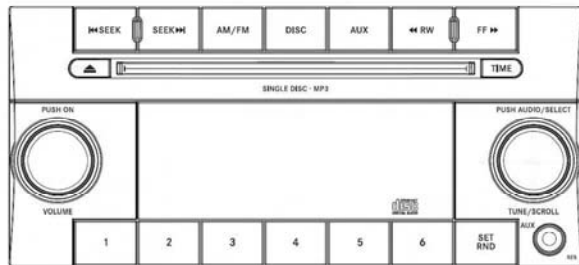 ⏮SEEK SEEK⏭ AM/FM DISC AUX ◀◀ RW FF ▶▶
TIME
SINGLE DISC · MP3
PUSH ON PUSH AUDIO/SELECT
disc
VOLUME TUNE/SCROLL
AUX
1 2 3 4 5 6 SET
RND